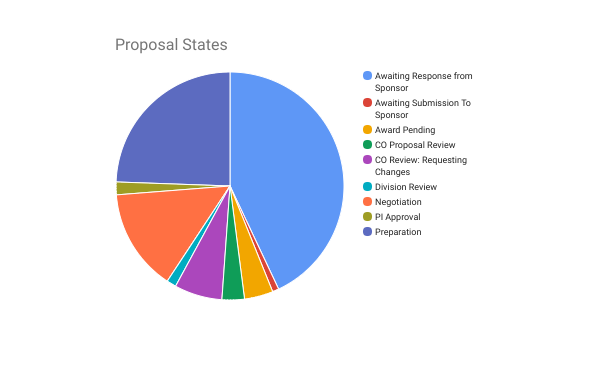 Proposal States
Awaiting Response from
Sponsor
Awaiting Submission To
Sponsor
Award Pending
CO Proposal Review
CO Review: Requesting
Changes
Division Review
Negotiation
PI Approval
Preparation